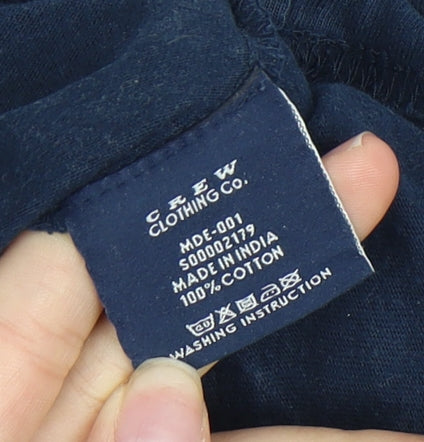 CREW
CLOTHING CO.
MDE-001
S00002179
MADE IN INDIA
100% COTTON
WASHING INSTRUCTION